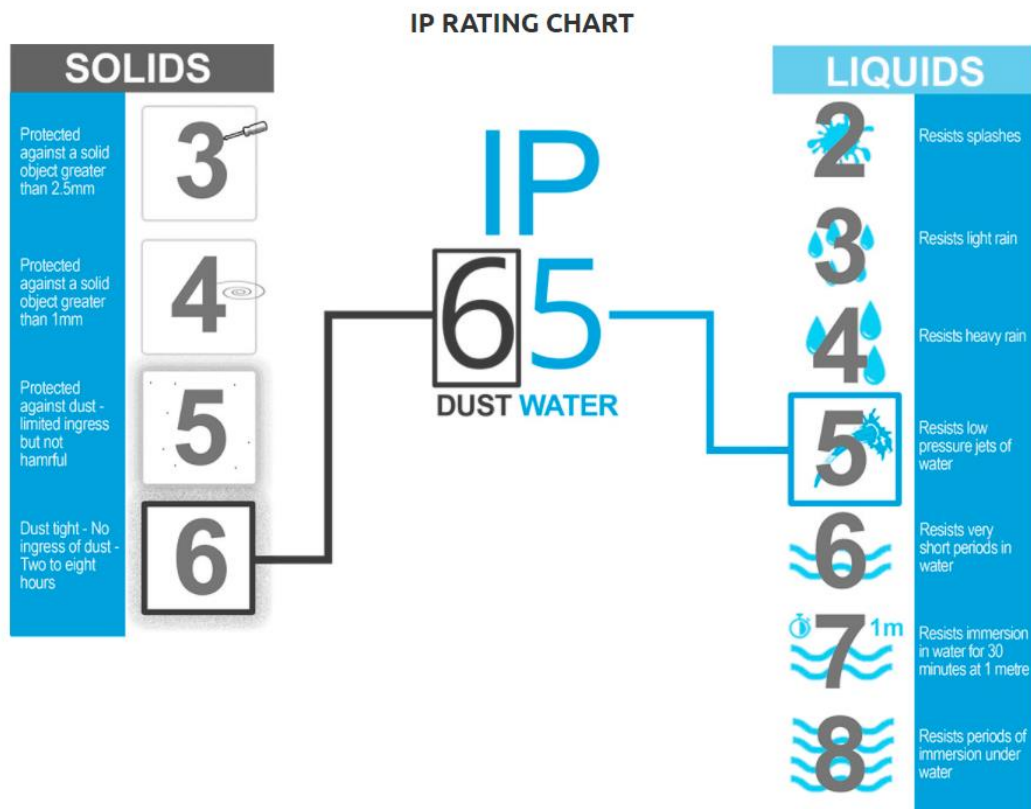 IP RATING CHART
SOLIDS
Protected
against a solid
object greater
than 2.5mm
3
Protected
against a solid
object greater
than 1mm
4
Protected
against dust -
limited ingress
but not
hamrful
5
Dust tight - No
ingress of dust -
Two to eight
hours
6
IP
65
DUST WATER
LIQUIDS
2
Resists splashes
3
Resists light rain
4
Resists heavy rain
5
Resists low
pressure jets of
water
6
Resists very
short periods in
water
7 1m
Resists immersion
in water for 30
minutes at 1 metre
8
Resists periods of
immersion under
water